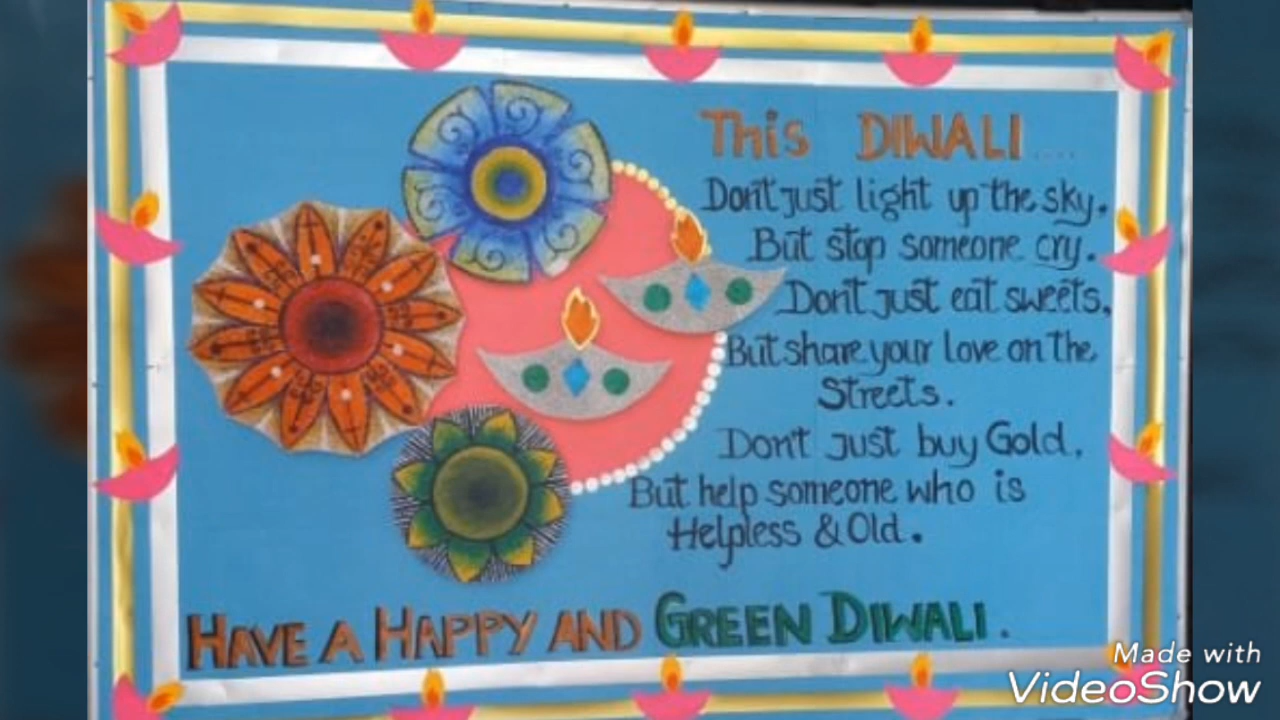 This DIWALI ....
Don't just light up the sky.
But stop someone cry.
Don't just eat sweets,
But share your love on the
Streets.
Don't just buy Gold,
But help someone who is
Helpless & Old.
HAVE A HAPPY AND GREEN DIWALI.
Made with
VideoShow